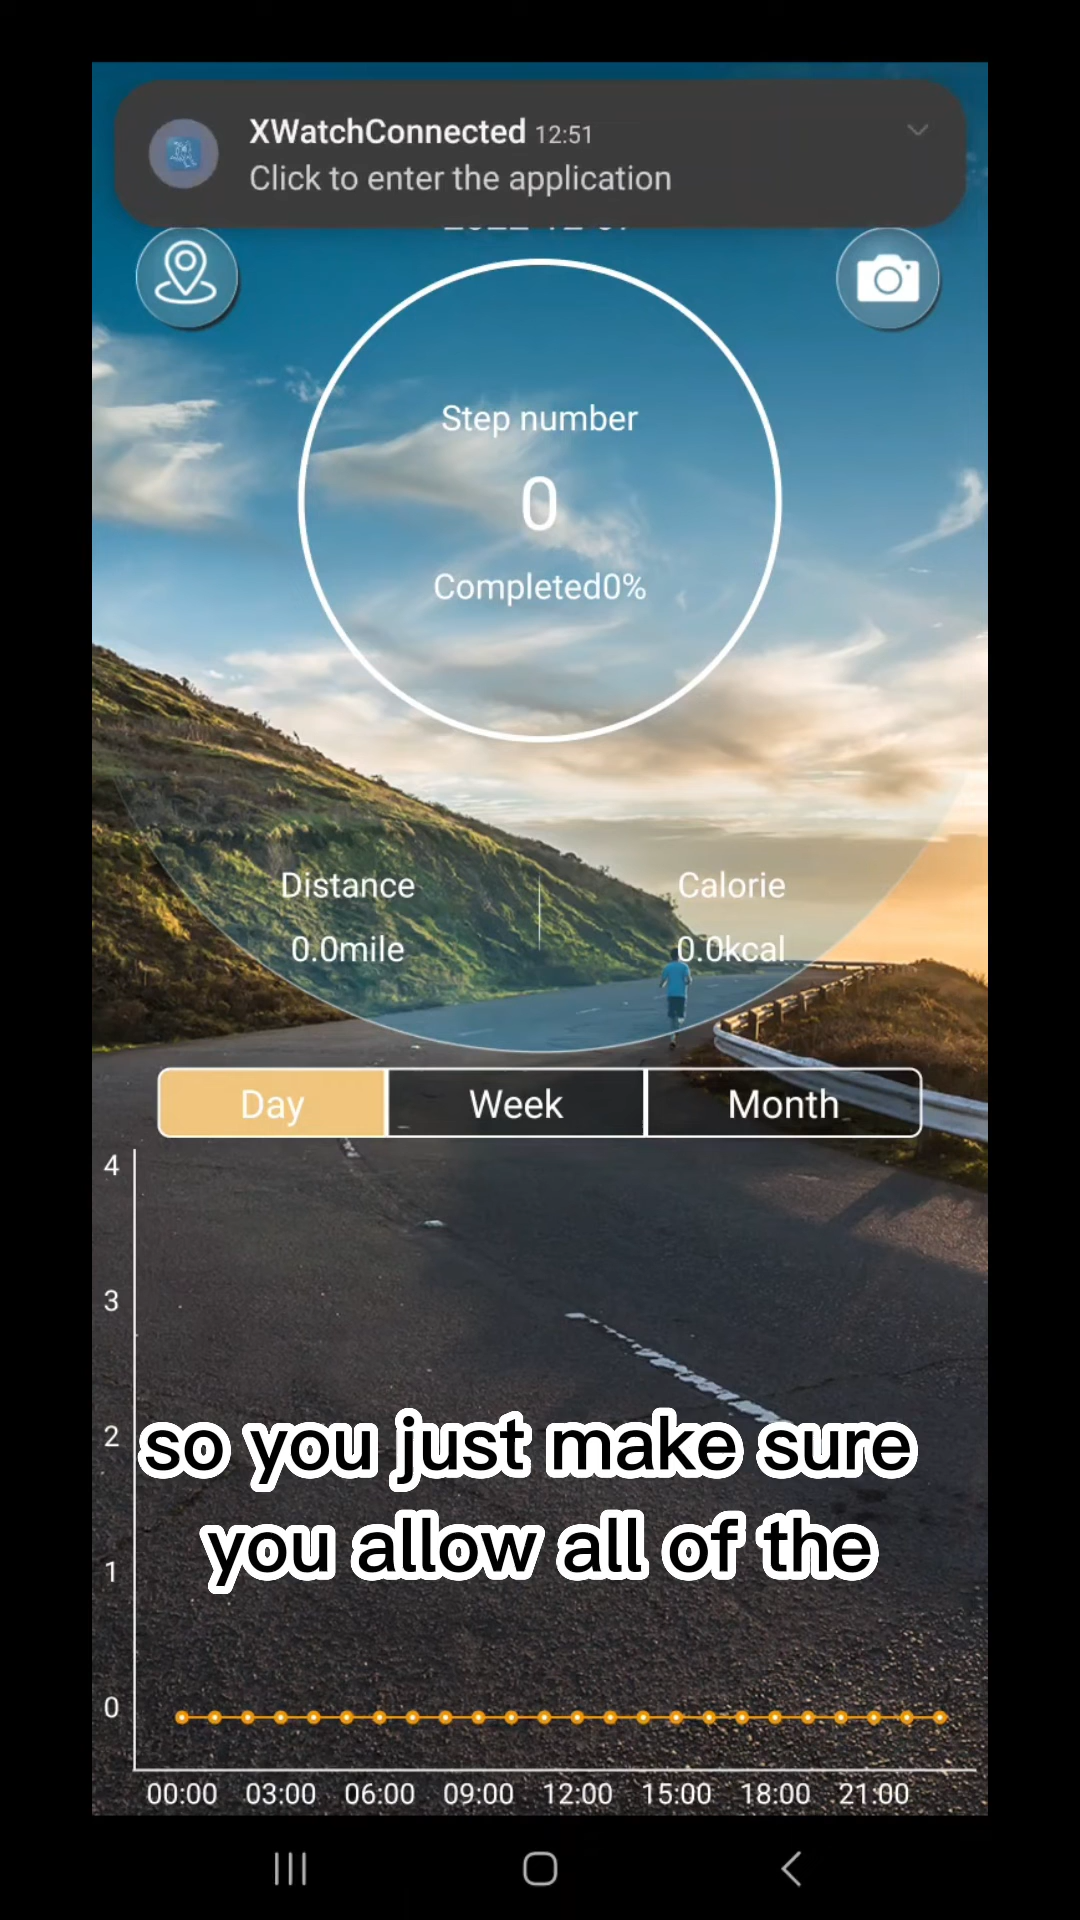 XWatchConnected 12:51
Click to enter the application
Step number
0
Completed0%
Distance
Calorie
0.0mile
0.0kcal
Day
Week
Month
4
3
2
so you just make sure
you allow all of the
1
0
00:00 03:00 06:00 09:00 12:00 15:00 18:00 21:00